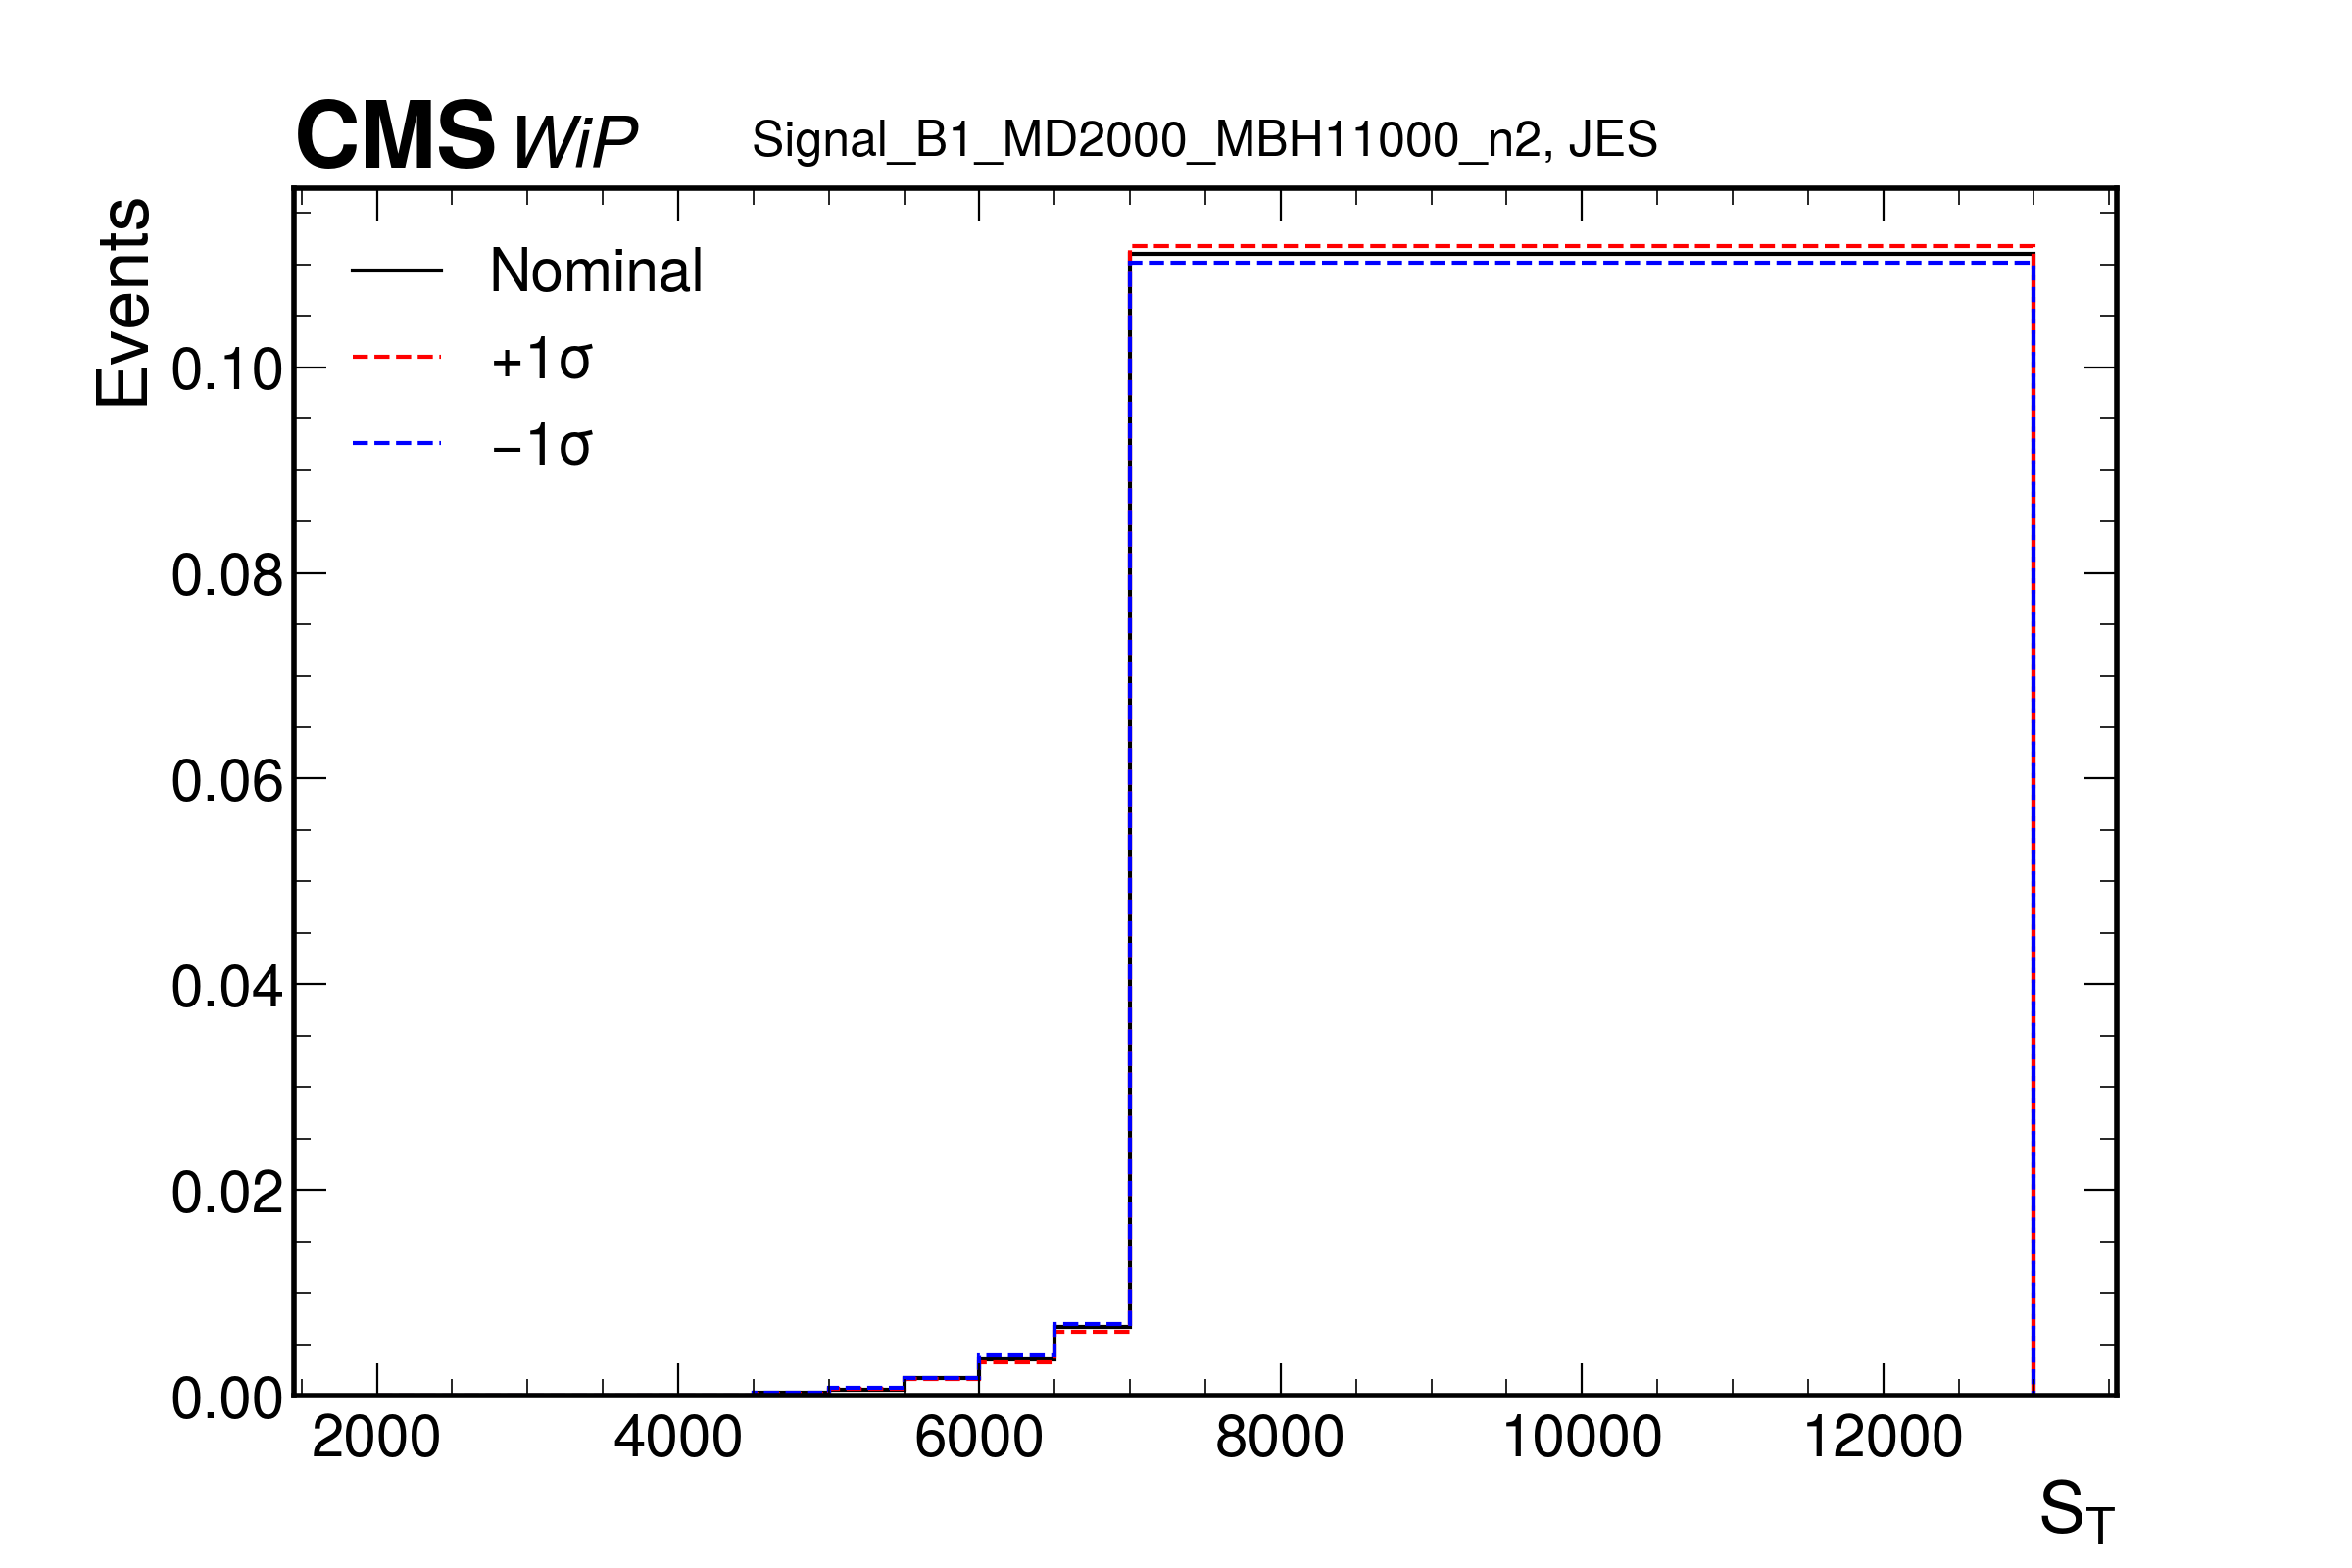 CMS WiP Signal_B1_MD2000_MBH11000_n2, JES
Events
Nominal
+1σ
−1σ
0.10
0.08
0.06
0.04
0.02
0.00
2000 4000 6000 8000 10000 12000
S_T